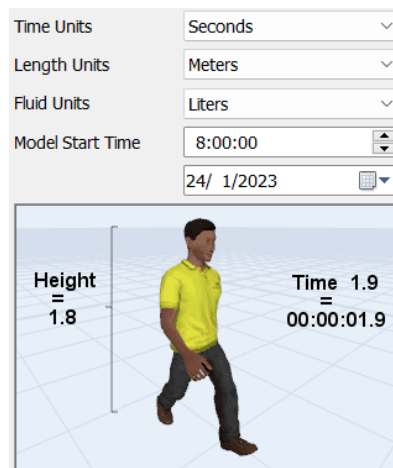 Time Units Seconds
Length Units Meters
Fluid Units Liters
Model Start Time 8:00:00
24/ 1/2023
Height
=
1.8
Time 1.9
=
00:00:01.9